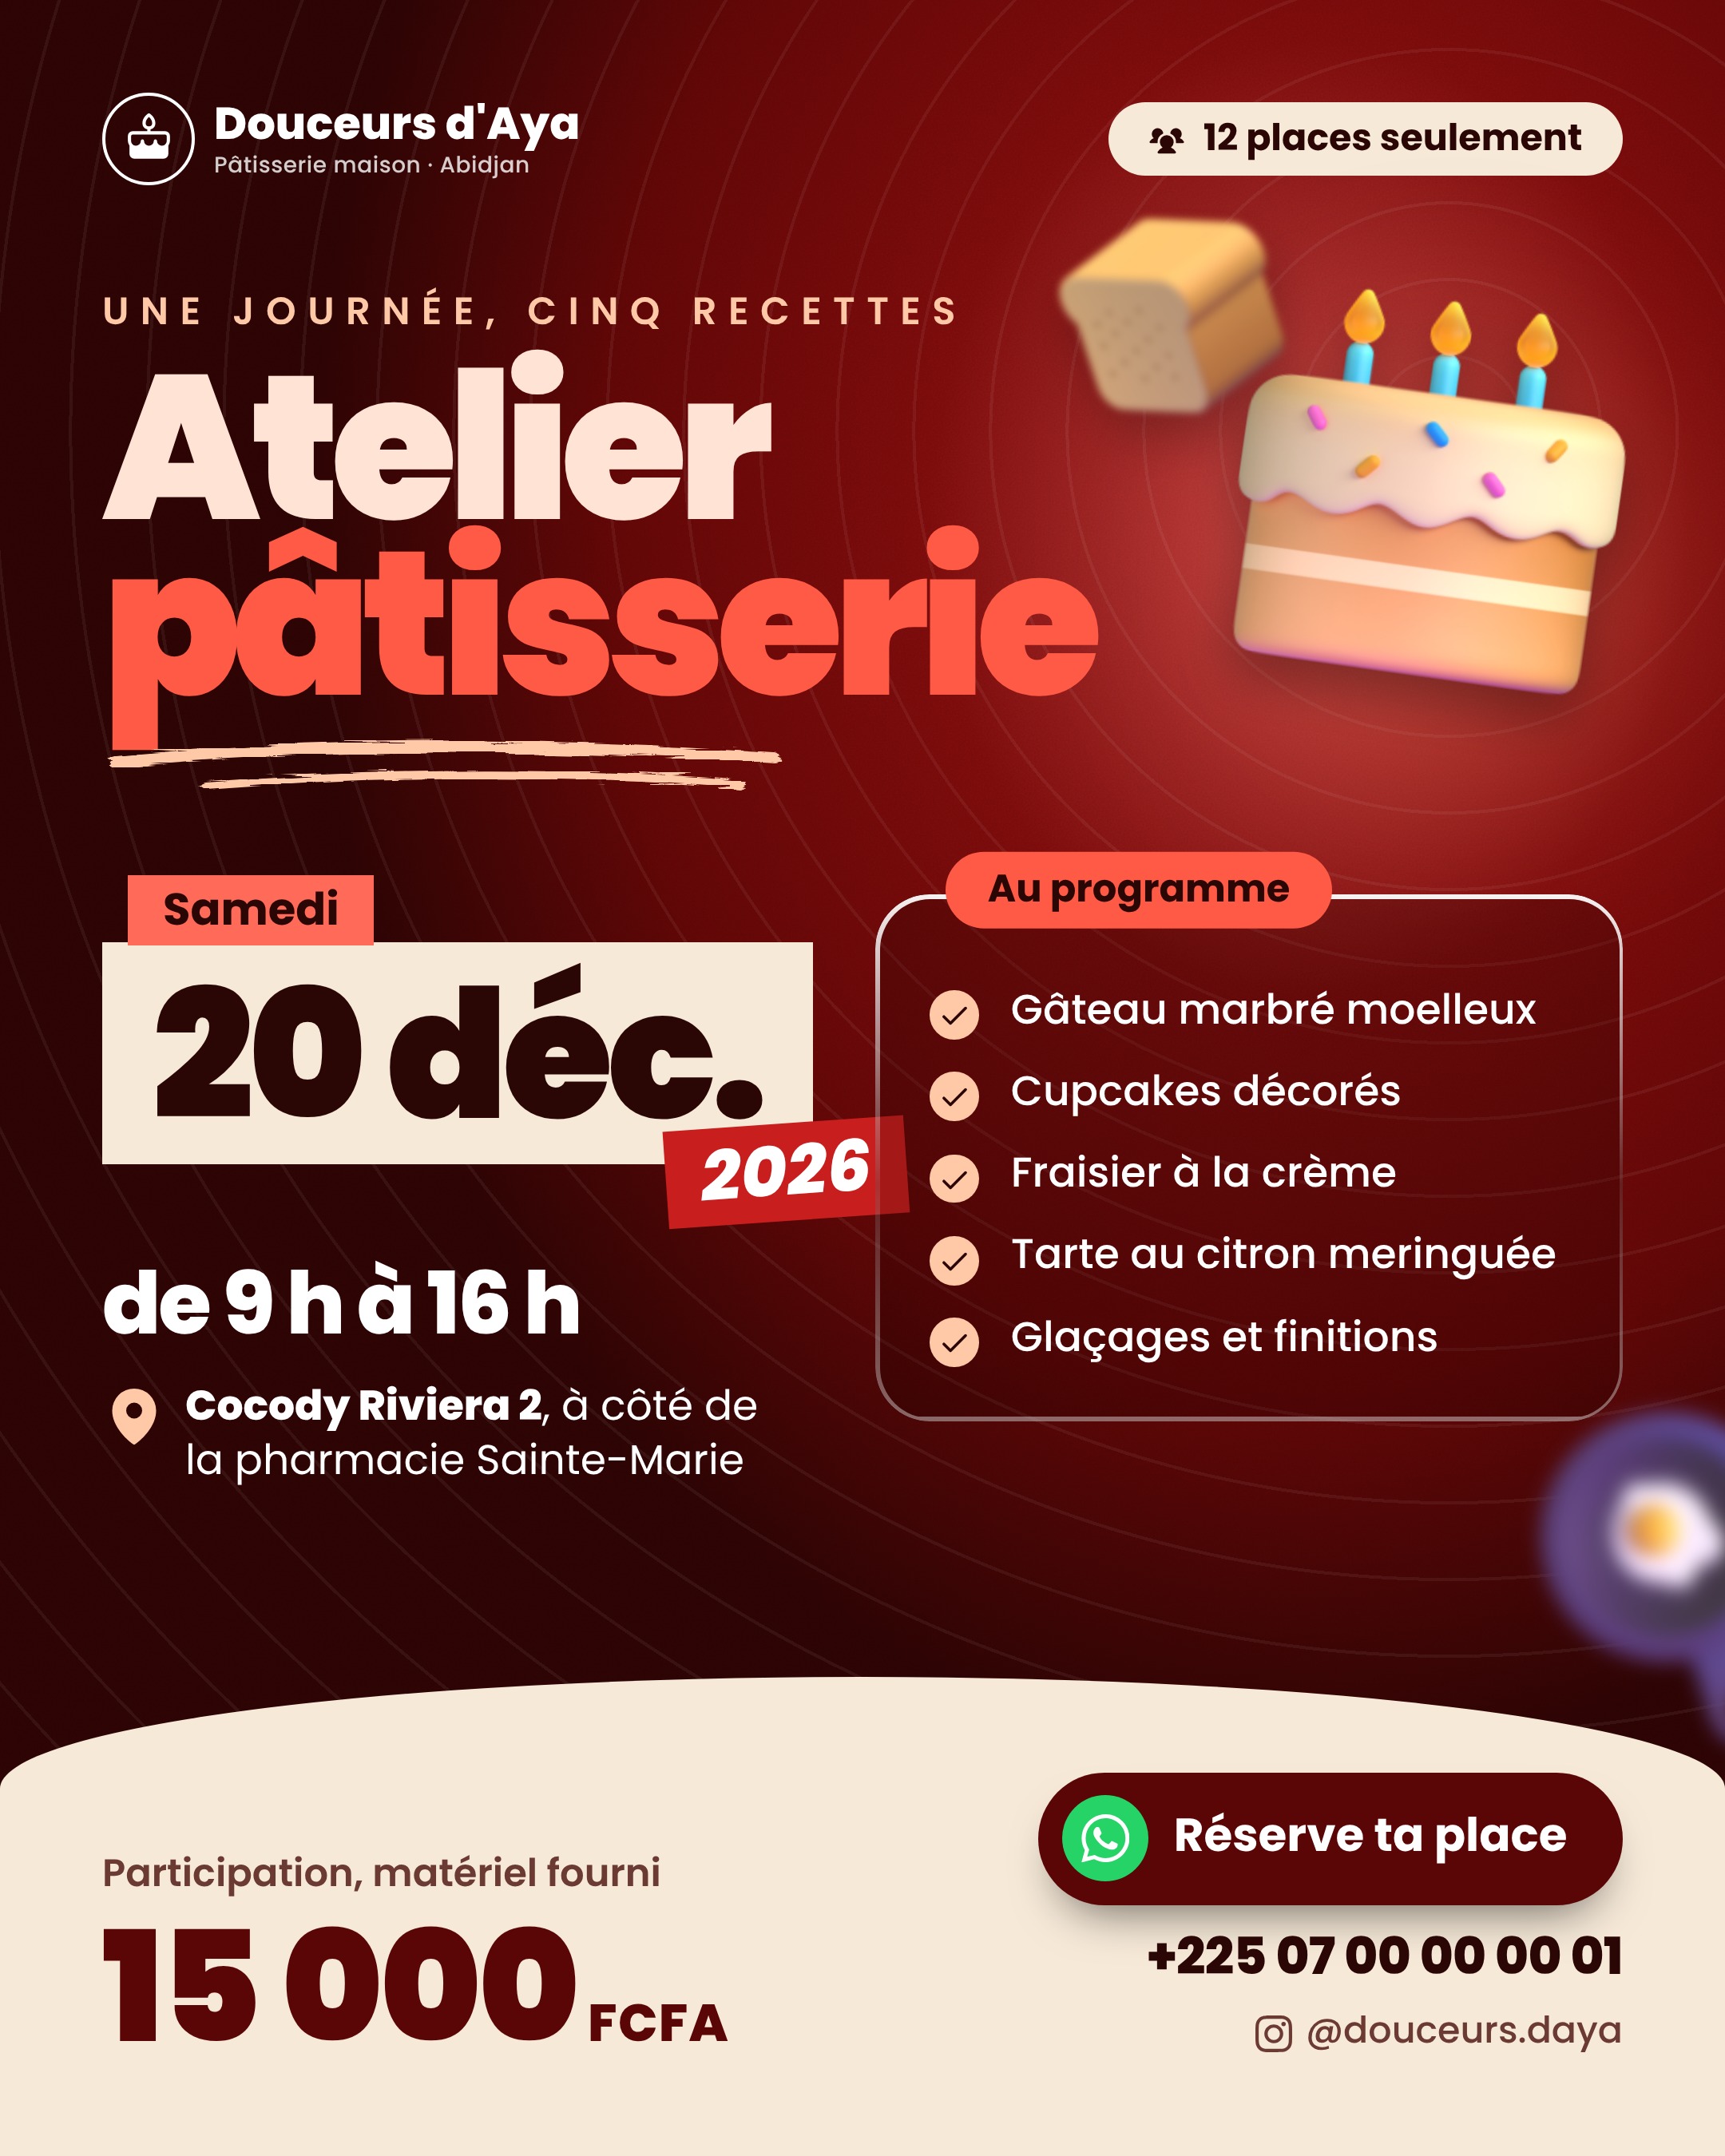 Douceurs d'Aya
Pâtisserie maison · Abidjan
12 places seulement
UNE JOURNÉE, CINQ RECETTES
Atelier
pâtisserie
Samedi
20 déc.
2026
de 9 h à 16 h
Cocody Riviera 2, à côté de
la pharmacie Sainte-Marie
Au programme
Gâteau marbré moelleux
Cupcakes décorés
Fraisier à la crème
Tarte au citron meringuée
Glaçages et finitions
Participation, matériel fourni
15 000 FCFA
Réserve ta place
+225 07 00 00 00 01
@douceurs.daya